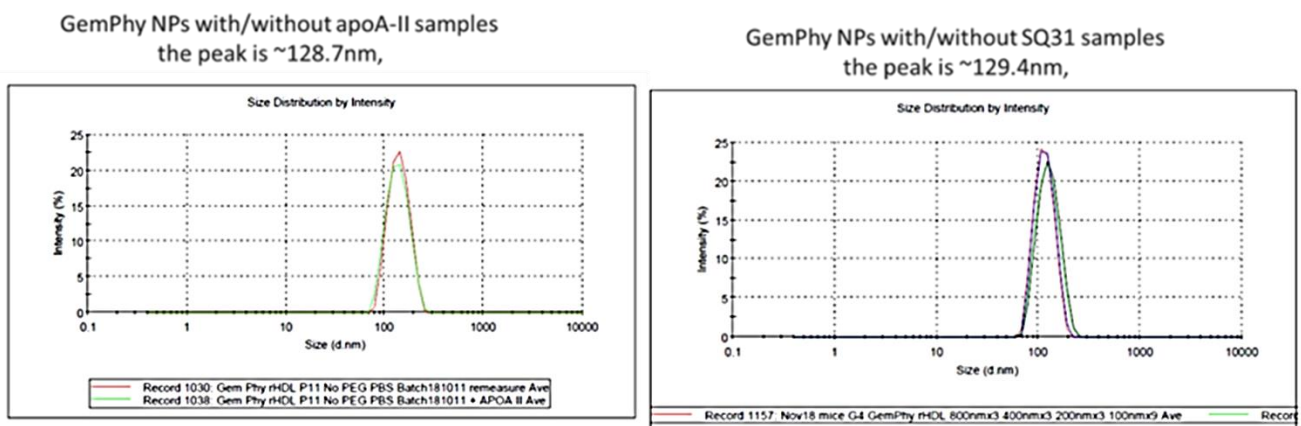 GemPhy NPs with/without apoA-II samples
the peak is ~128.7nm,
Size Distribution by Intensity
Intensity (%)
25
20
15
10
5
0
0.1 1 10 100 1000 10000
Size (d.nm)
Record 1030: Gem Phy rHDL P11 No PEG PBS Batch181011 remeasure Ave
Record 1038: Gem Phy rHDL P11 No PEG PBS Batch181011 + APOA II Ave
GemPhy NPs with/without SQ31 samples
the peak is ~129.4nm,
Size Distribution by Intensity
Intensity (%)
25
20
15
10
5
0
0.1 1 10 100 1000 10000
Size (d.nm)
Record 1157: Nov18 mice G4 GemPhy rHDL 800nmx3 400nmx3 200nmx3 100nmx9 Ave